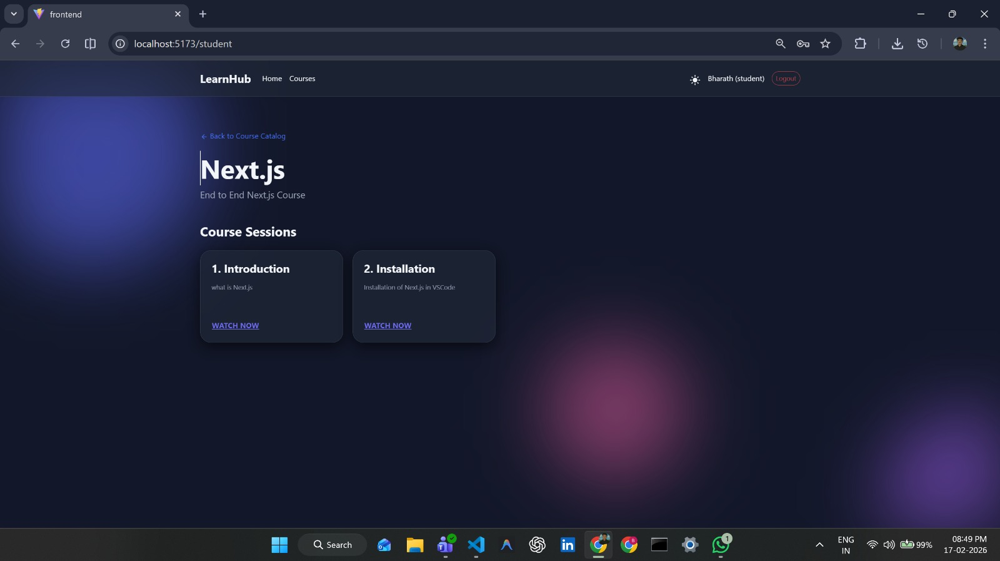 frontend
localhost:5173/student
LearnHub Home Courses Bharath (student) Logout
← Back to Course Catalog
Next.js
End to End Next.js Course
Course Sessions
1. Introduction
what is Next.js
WATCH NOW
2. Installation
Installation of Next.js in VSCode
WATCH NOW
Search
ENG
IN
99%
08:49 PM
17-02-2026
1